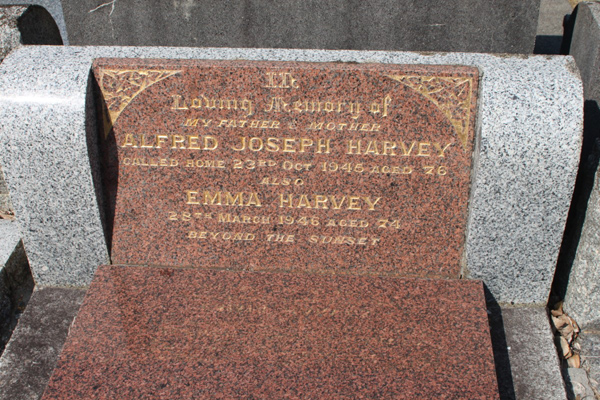 In
Loving Memory of
MY FATHER & MOTHER
ALFRED JOSEPH HARVEY
CALLED HOME 23RD OCT 1945 AGED 76
ALSO
EMMA HARVEY
28TH MARCH 1946 AGED 74
BEYOND THE SUNSET